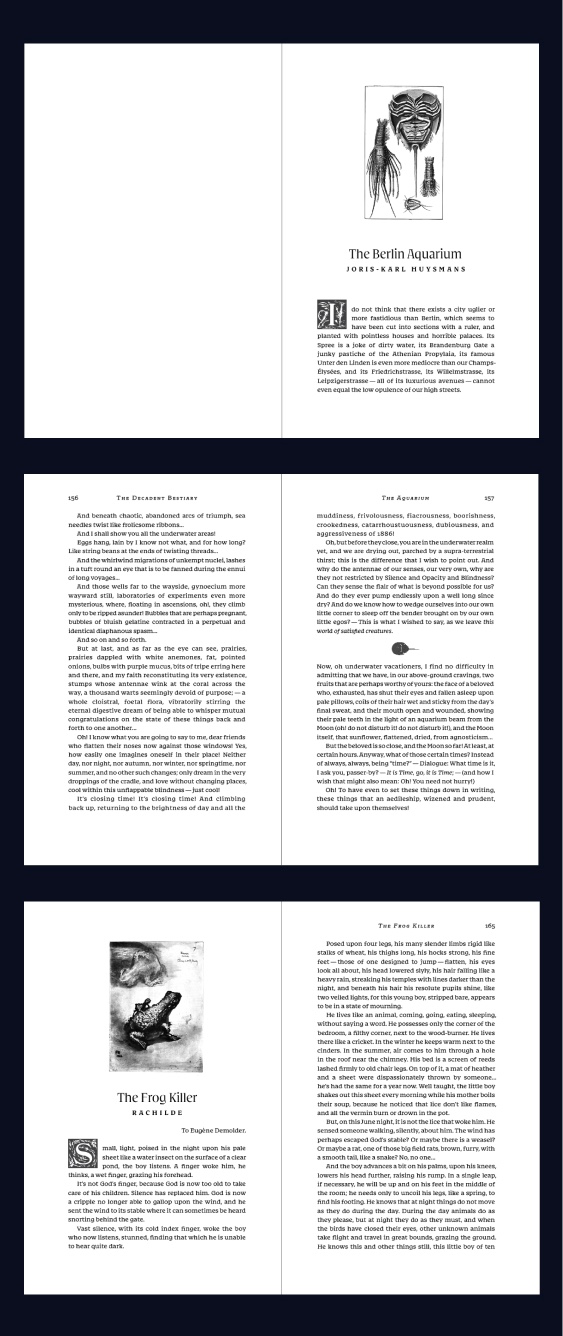 The Berlin Aquarium
JORIS-KARL HUYSMANS
I do not think that there exists a city uglier or
more fastidious than Berlin, which seems to
have been cut into sections with a ruler, and
planted with pointless houses and horrible palaces. Its
Spree is a joke of dirty water, its Brandenburg Gate a
junky pastiche of the Athenian Propylaia, its famous
Unter den Linden is even more mediocre than our Champs-
Élysées, and its Friedrichstrasse, its Wilhelmstrasse, its
Leipzigerstrasse — all of its luxurious avenues — cannot
even equal the low opulence of our high streets.
156 The Decadent Bestiary
And beneath chaotic, abandoned arcs of triumph, sea
needles twist like frolicsome ribbons...
And I shall show you all the underwater areas!
Eggs hang, lain by I know not what, and for how long?
Like string beans at the ends of twisting threads...
And the whirlwind migrations of unkempt nuclei, lashes
in a tuft round an eye that is to be fanned during the ennui
of long voyages...
And those wells far to the wayside, gynoecium more
wayward still, laboratories of experiments even more
mysterious, where, floating in ascensions, oh!, they climb
only to be ripped asunder! Bubbles that are perhaps pregnant,
bubbles of bluish gelatine contracted in a perpetual and
identical diaphanous spasm...
And so on and so forth.
But at last, and as far as the eye can see, prairies,
prairies dappled with white anemones, fat, pointed
onions, bulbs with purple mucus, bits of tripe erring here
and there, and my faith reconstituting its very existence,
stumps whose antennae wink at the coral across the
way, a thousand warts seemingly devoid of purpose; — a
whole cloistral, foetal flora, vibratorily stirring the
eternal digestive dream of being able to whisper mutual
congratulations on the state of these things back and
forth to one another...
Oh! I know what you are going to say to me, dear friends
who flatten their noses now against those windows! Yes,
how easily one imagines oneself in their place! Neither
day, nor night, nor autumn, nor winter, nor springtime, nor
summer, and no other such changes; only dream in the very
droppings of the cradle, and love without changing places,
cool within this unflappable blindness — just cool!
It's closing time! It's closing time! And climbing
back up, returning to the brightness of day and all the
The Aquarium 157
muddiness, frivolousness, fiacrousness, boorishness,
crookedness, catarrhoustuousness, dubiousness, and
aggressiveness of 1886!
Oh, but before they close, you are in the underwater realm
yet, and we are drying out, parched by a supra-terrestrial
thirst; this is the difference that I wish to point out. And
why do the antennae of our senses, our very own, why are
they not restricted by Silence and Opacity and Blindness?
Can they sense the flair of what is beyond possible for us?
And do they ever pump endlessly upon a well long since
dry? And do we know how to wedge ourselves into our own
little corner to sleep off the bender brought on by our own
little egos? — This is what I wished to say, as we leave this
world of satisfied creatures.
Now, oh underwater vacationers, I find no difficulty in
admitting that we have, in our above-ground cravings, two
fruits that are perhaps worthy of yours: the face of a beloved
who, exhausted, has shut their eyes and fallen asleep upon
pale pillows, coils of their hair wet and sticky from the day's
final sweat, and their mouth open and wounded, showing
their pale teeth in the light of an aquarium beam from the
Moon (oh! do not disturb it! do not disturb it!), and the Moon
itself, that sunflower, flattened, dried, from agnosticism...
But the beloved is so close, and the Moon so far! At least, at
certain hours. Anyway, what of those certain times? Instead
of always, always, being "time?" — Dialogue: What time is it,
I ask you, passer-by? — It is Time, go, it is Time; — (and how I
wish that might also mean: Oh! You need not hurry!)
Oh! To have even to set these things down in writing,
these things that an aedileship, wizened and prudent,
should take upon themselves!
The Frog Killer
RACHILDE
To Eugène Demolder.
Small, light, poised in the night upon his pale
sheet like a water insect on the surface of a clear
pond, the boy listens. A finger woke him, he
thinks, a wet finger, grazing his forehead.
It's not God's finger, because God is now too old to take
care of his children. Silence has replaced him. God is now
a cripple no longer able to gallop upon the wind, and he
sent the wind to its stable where it can sometimes be heard
snorting behind the gate.
Vast silence, with its cold index finger, woke the boy
who now listens, stunned, finding that which he is unable
to hear quite dark.
The Frog Killer 165
Posed upon four legs, his many slender limbs rigid like
stalks of wheat, his thighs long, his hocks strong, his fine
feet — those of one designed to jump — flatten, his eyes
look all about, his head lowered slyly, his hair falling like a
heavy rain, streaking his temples with lines darker than the
night, and beneath his hair his resolute pupils shine, like
two veiled lights, for this young boy, stripped bare, appears
to be in a state of mourning.
He lives like an animal, coming, going, eating, sleeping,
without saying a word. He possesses only the corner of the
bedroom, a filthy corner, next to the wood-burner. He lives
there like a cricket. In the winter he keeps warm next to the
cinders. In the summer, air comes to him through a hole
in the roof near the chimney. His bed is a screen of reeds
lashed firmly to old chair legs. On top of it, a mat of heather
and a sheet were dispassionately thrown by someone...
he's had the same for a year now. Well taught, the little boy
shakes out this sheet every morning while his mother boils
their soup, because he noticed that lice don't like flames,
and all the vermin burn or drown in the pot.
But, on this June night, it is not the lice that woke him. He
sensed someone walking, silently, about him. The wind has
perhaps escaped God's stable? Or maybe there is a weasel?
Or maybe a rat, one of those big field rats, brown, furry, with
a smooth tail, like a snake? No, no one...
And the boy advances a bit on his palms, upon his knees,
lowers his head further, raising his rump. In a single leap,
if necessary, he will be up and on his feet in the middle of
the room; he needs only to uncoil his legs, like a spring, to
find his footing. He knows that at night things do not move
as they do during the day. During the day animals do as
they please, but at night they do as they must, and when
the birds have closed their eyes, other unknown animals
take flight and travel in great bounds, grazing the ground.
He knows this and other things still, this little boy of ten